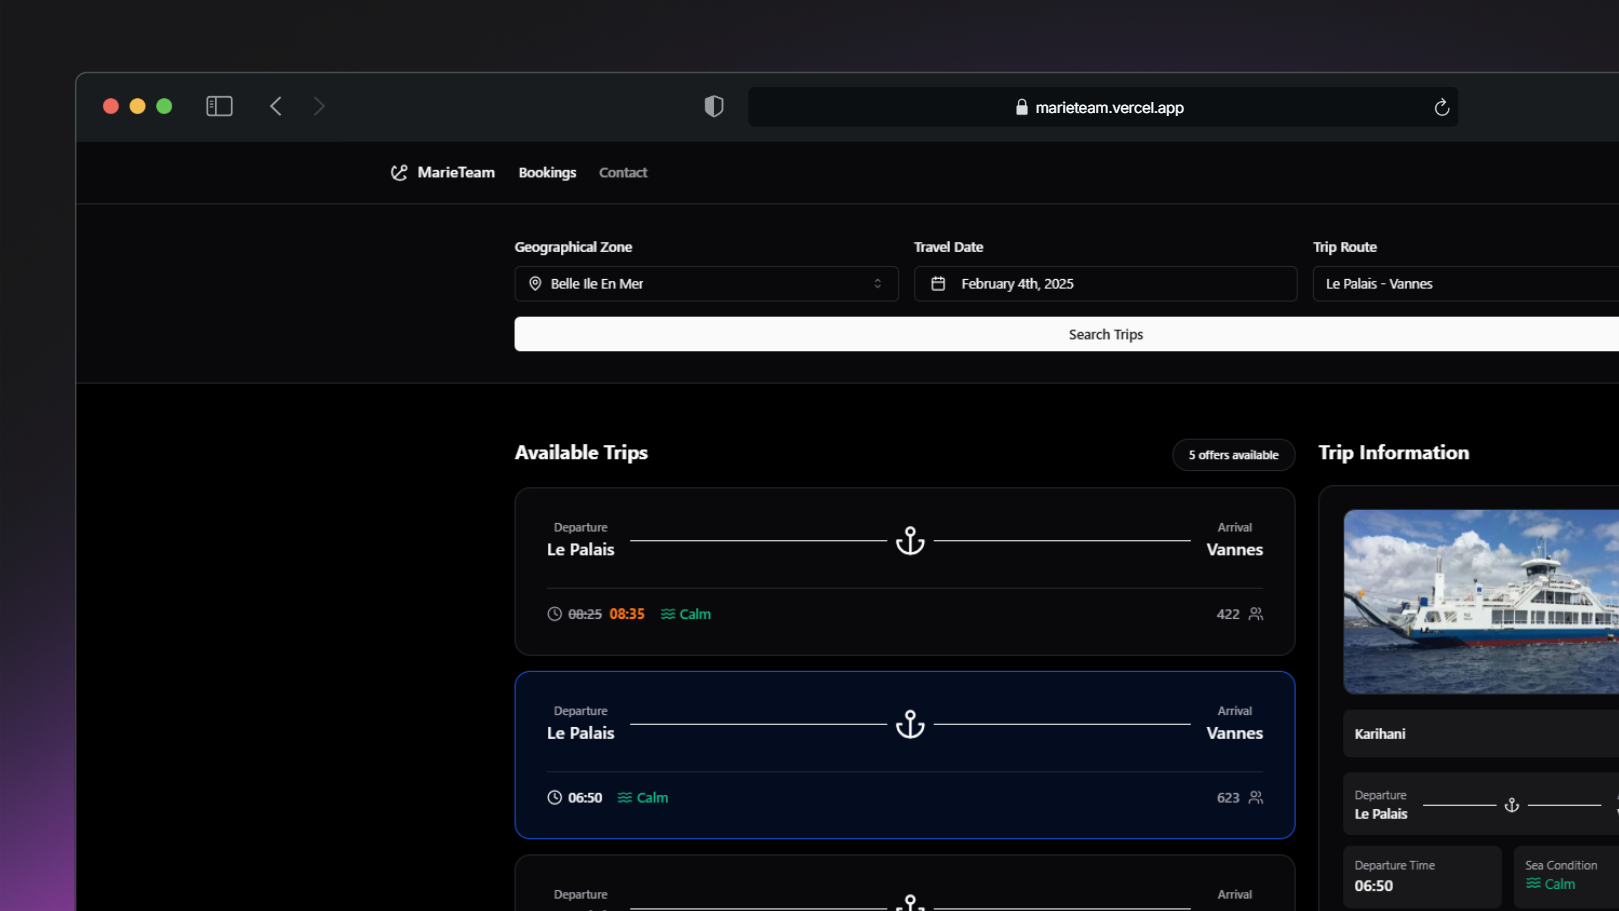 marieteam.vercel.app
MarieTeam Bookings Contact
Geographical Zone Travel Date Trip Route
Belle Ile En Mer February 4th, 2025 Le Palais - Vannes
Search Trips
Available Trips 5 offers available
Departure Arrival
Le Palais Vannes
08:25 08:35 Calm 422
Departure Arrival
Le Palais Vannes
06:50 Calm 623
Departure Arrival
Trip Information
Karihani
Departure
Le Palais
Departure Time Sea Condition
06:50 Calm